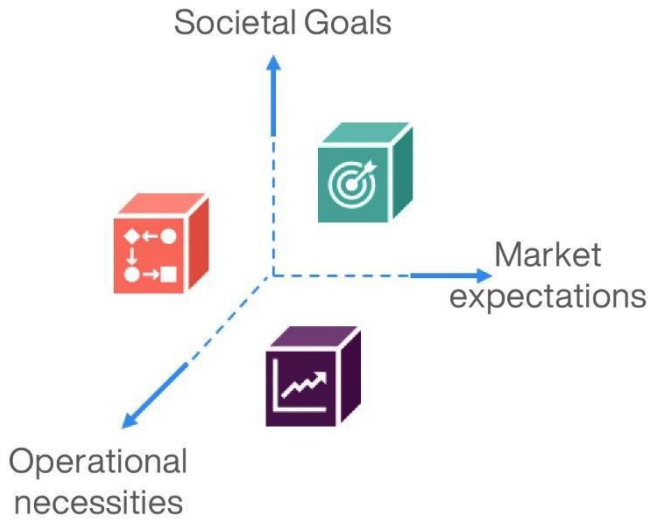 Societal Goals
Market
expectations
Operational
necessities